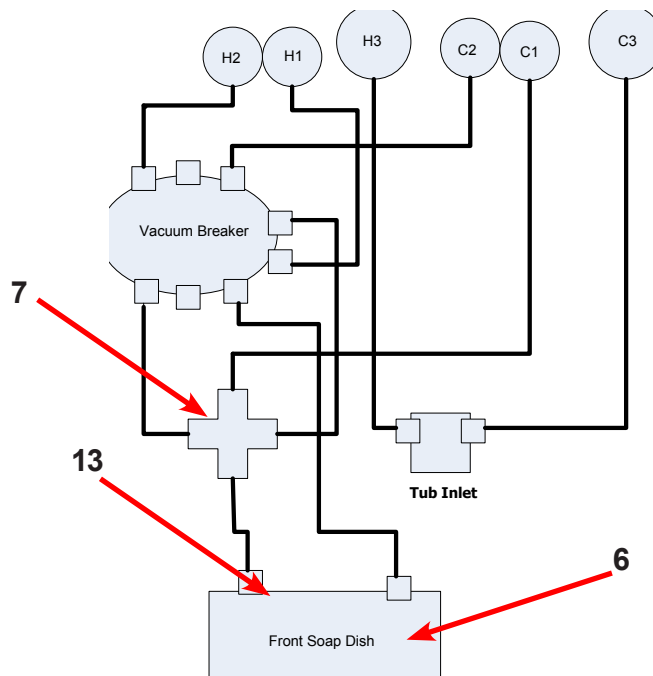 H2
H1
H3
C2
C1
C3
Vacuum Breaker
7
13
Tub Inlet
6
Front Soap Dish